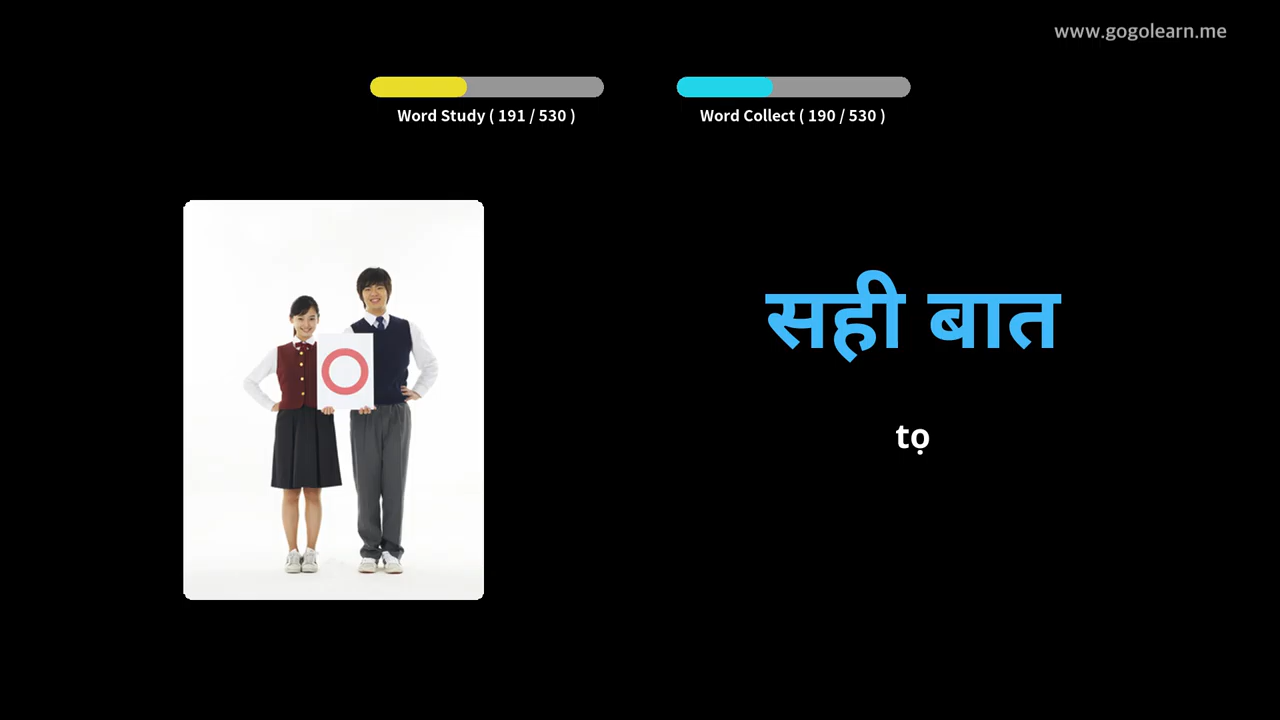 www.gogolearn.me
Word Study ( 191 / 530 )
Word Collect ( 190 / 530 )
सही बात
tọ